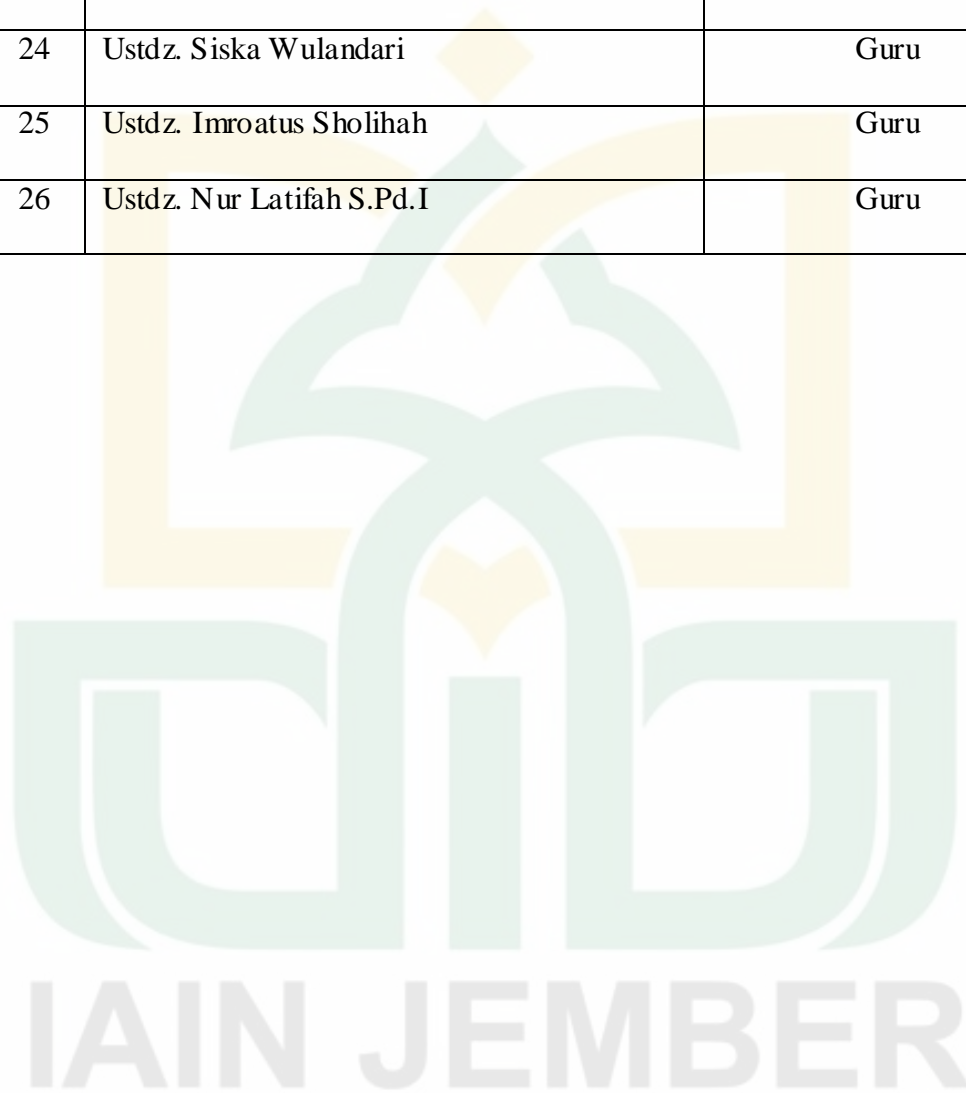 24 Ustdz. Siska Wulandari Guru
25 Ustdz. Imroatus Sholihah Guru
26 Ustdz. Nur Latifah S.Pd.I Guru
IAIN JEMBER